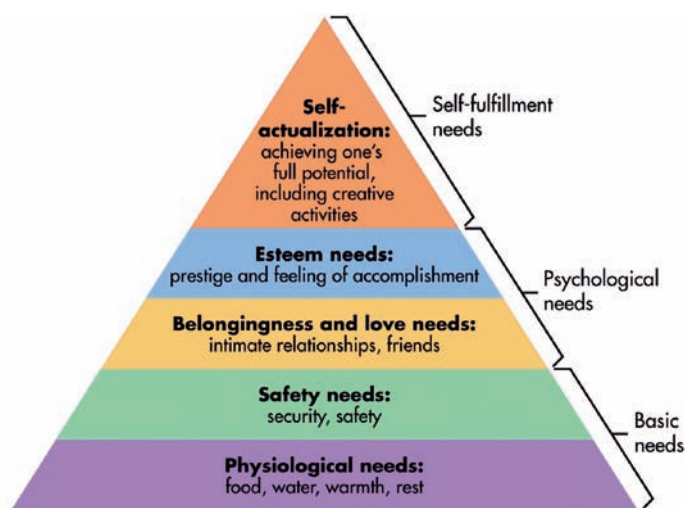 Self-
actualization:
achieving one's
full potential,
including creative
activities
Self-fulfillment
needs
Esteem needs:
prestige and feeling of accomplishment
Psychological
needs
Belongingness and love needs:
intimate relationships, friends
Safety needs:
security, safety
Basic
needs
Physiological needs:
food, water, warmth, rest